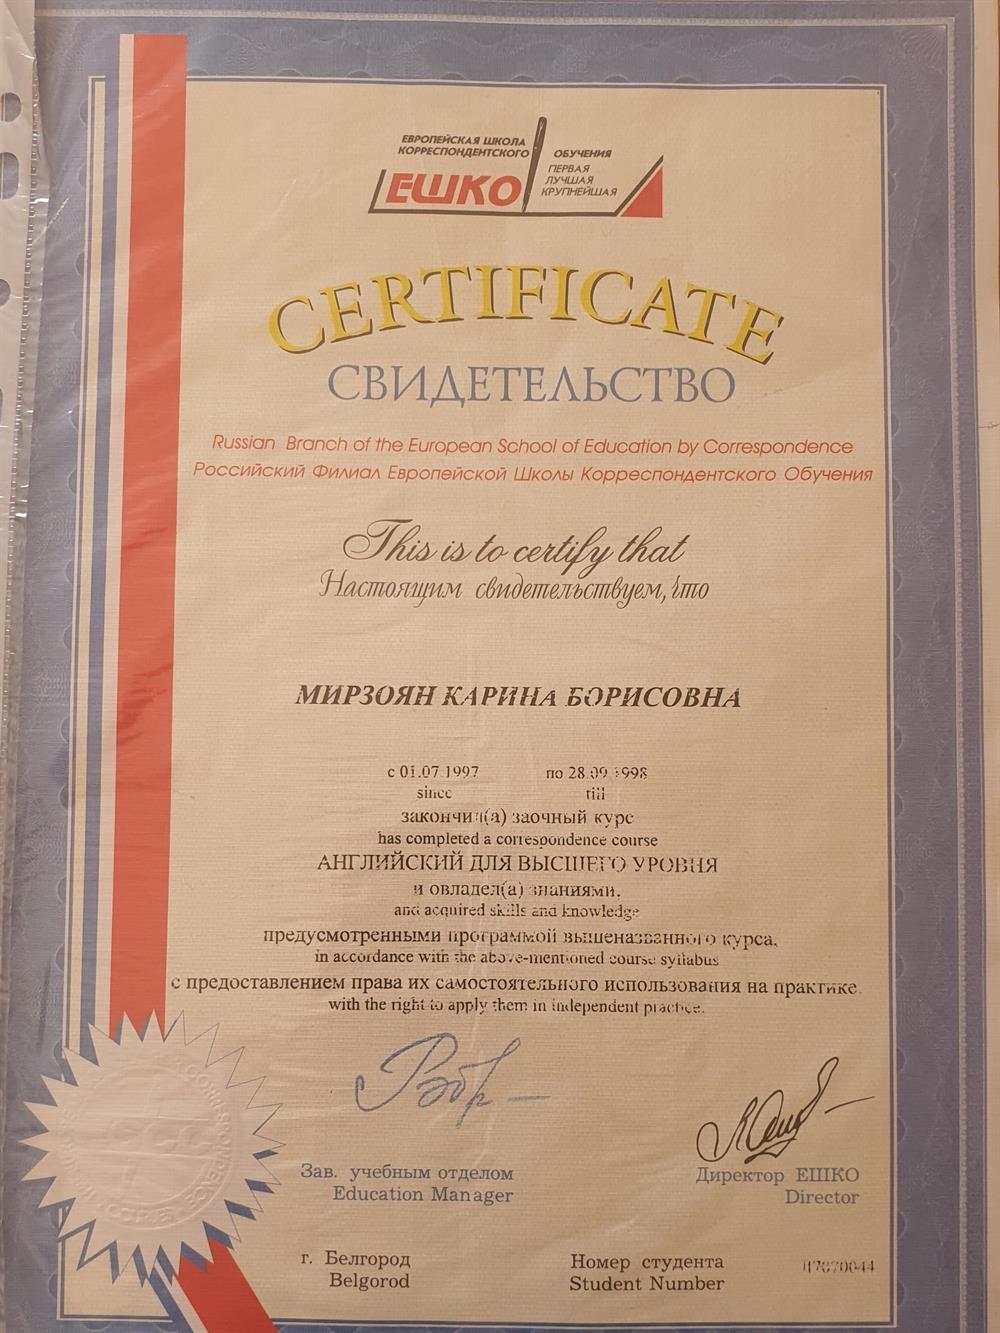 ЕВРОПЕЙСКАЯ ШКОЛА
КОРРЕСПОНДЕНТСКОГО ОБУЧЕНИЯ
ЕШКО
ПЕРВАЯ
ЛУЧШАЯ
КРУПНЕЙШАЯ
CERTIFICATE
СВИДЕТЕЛЬСТВО
Russian Branch of the European School of Education by Correspondence
Российский Филиал Европейской Школы Корреспондентского Обучения
This is to certify that
Настоящим свидетельствуем, что
МИРЗОЯН КАРИНА БОРИСОВНА
с 01.07.1997 по 28.09.1998
since till
закончил(а) заочный курс
has completed a correspondence course
АНГЛИЙСКИЙ ДЛЯ ВЫСШЕГО УРОВНЯ
и овладел(а) знаниями,
and acquired skills and knowledge
предусмотренными программой вышеназванного курса,
in accordance with the above-mentioned course syllabus
с предоставлением права их самостоятельного использования на практике.
with the right to apply them in independent practice.
Зав. учебным отделом
Education Manager
Директор ЕШКО
Director
г. Белгород
Belgorod
Номер студента
Student Number